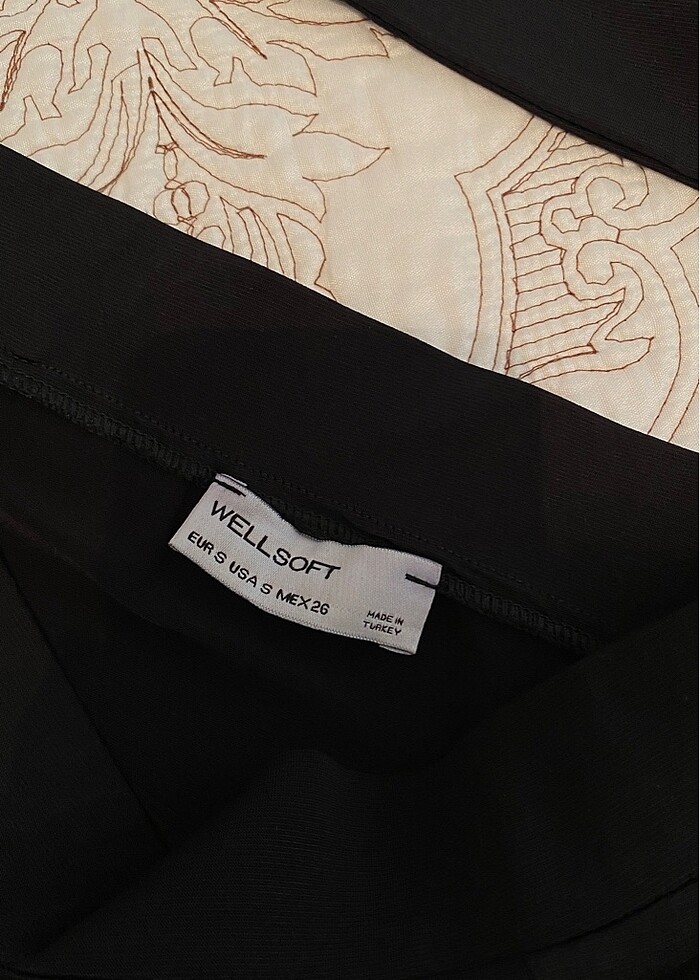 WELLSOFT
EUR S USA S MEX 26
MADE IN
TURKEY